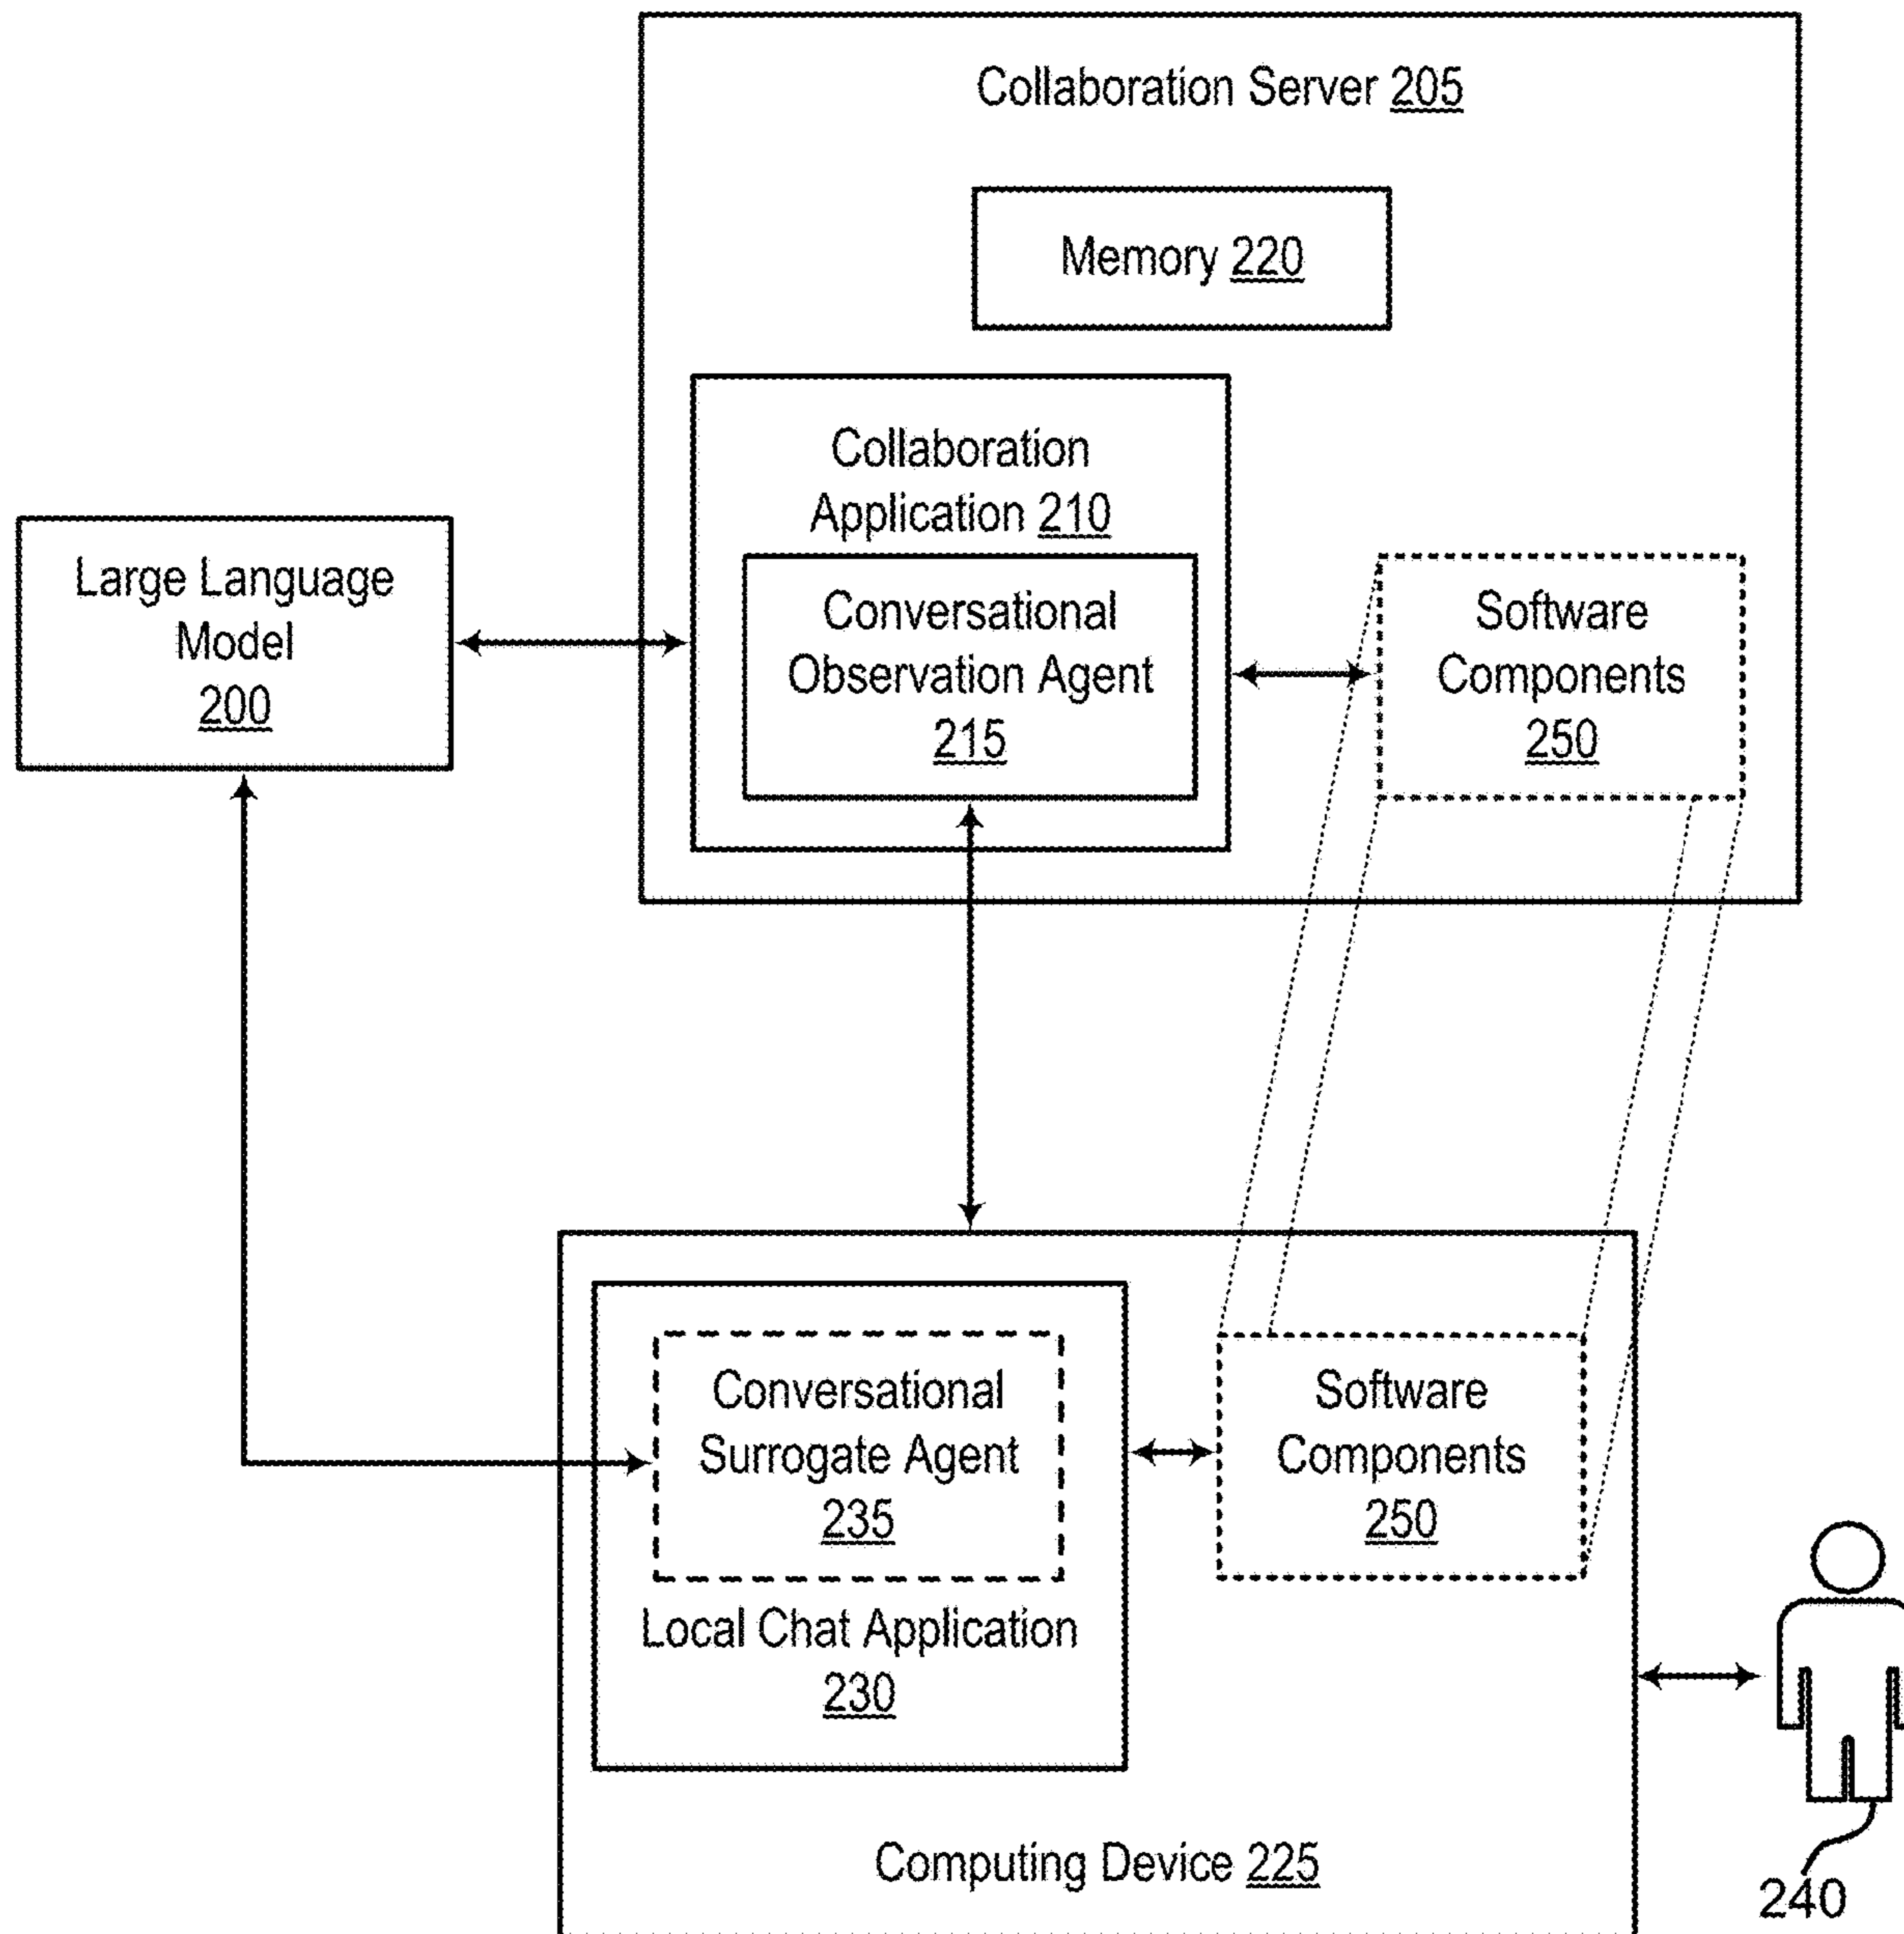 Collaboration Server 205
Memory 220
Collaboration
Application 210
Conversational
Observation Agent
215
Software
Components
250
Large Language
Model
200
Conversational
Surrogate Agent
235
Local Chat Application
230
Software
Components
250
Computing Device 225
240